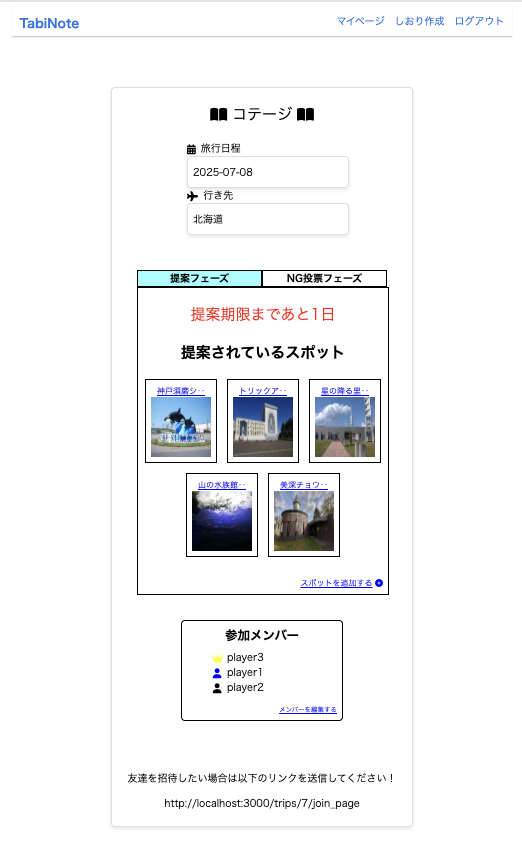 TabiNote
マイページ しおり作成 ログアウト
コテージ
旅行日程
2025-07-08
行き先
北海道
提案フェーズ NG投票フェーズ
提案期限まであと1日
提案されているスポット
神戸須磨シ‥ トリックア‥ 星の降る里‥
山の水族館‥ 美深チョウ‥
スポットを追加する
参加メンバー
player3
player1
player2
メンバーを編集する
友達を招待したい場合は以下のリンクを送信してください！
http://localhost:3000/trips/7/join_page